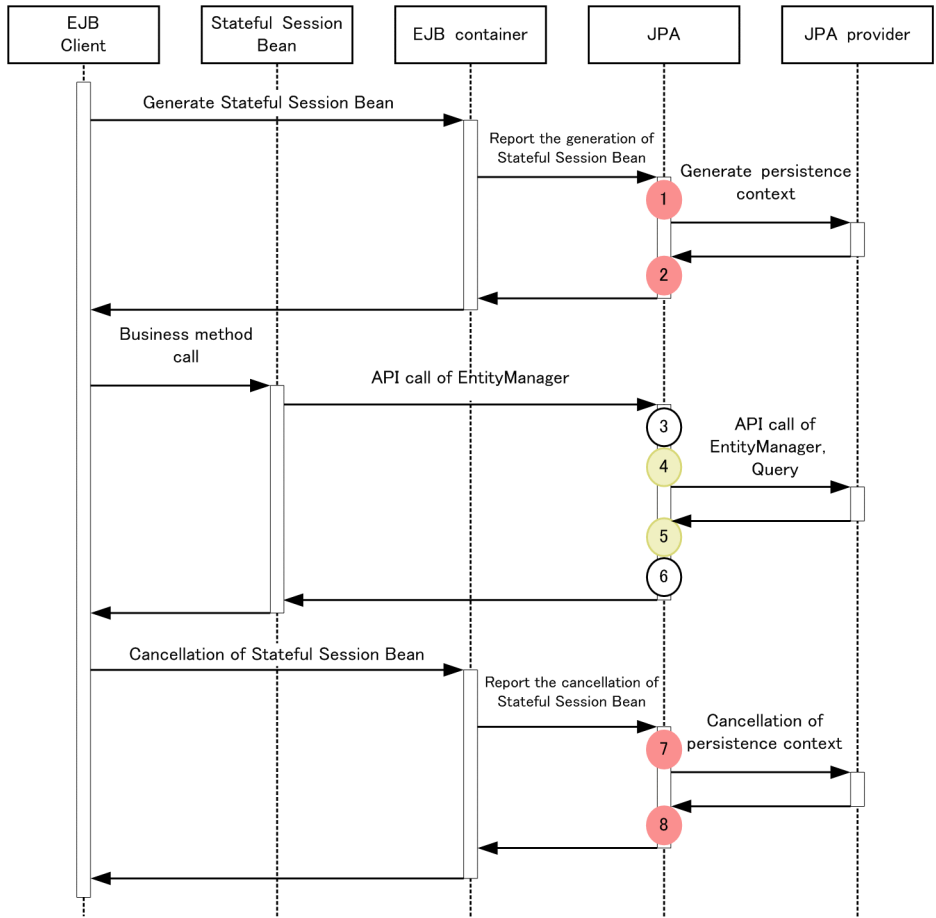 EJB
Client
Stateful Session
Bean
EJB container
JPA
JPA provider
Generate Stateful Session Bean
Report the generation of
Stateful Session Bean
Generate persistence
context
1
2
Business method
call
API call of EntityManager
3
API call of
EntityManager,
Query
4
5
6
Cancellation of Stateful Session Bean
Report the cancellation of
Stateful Session Bean
Cancellation of
persistence context
7
8